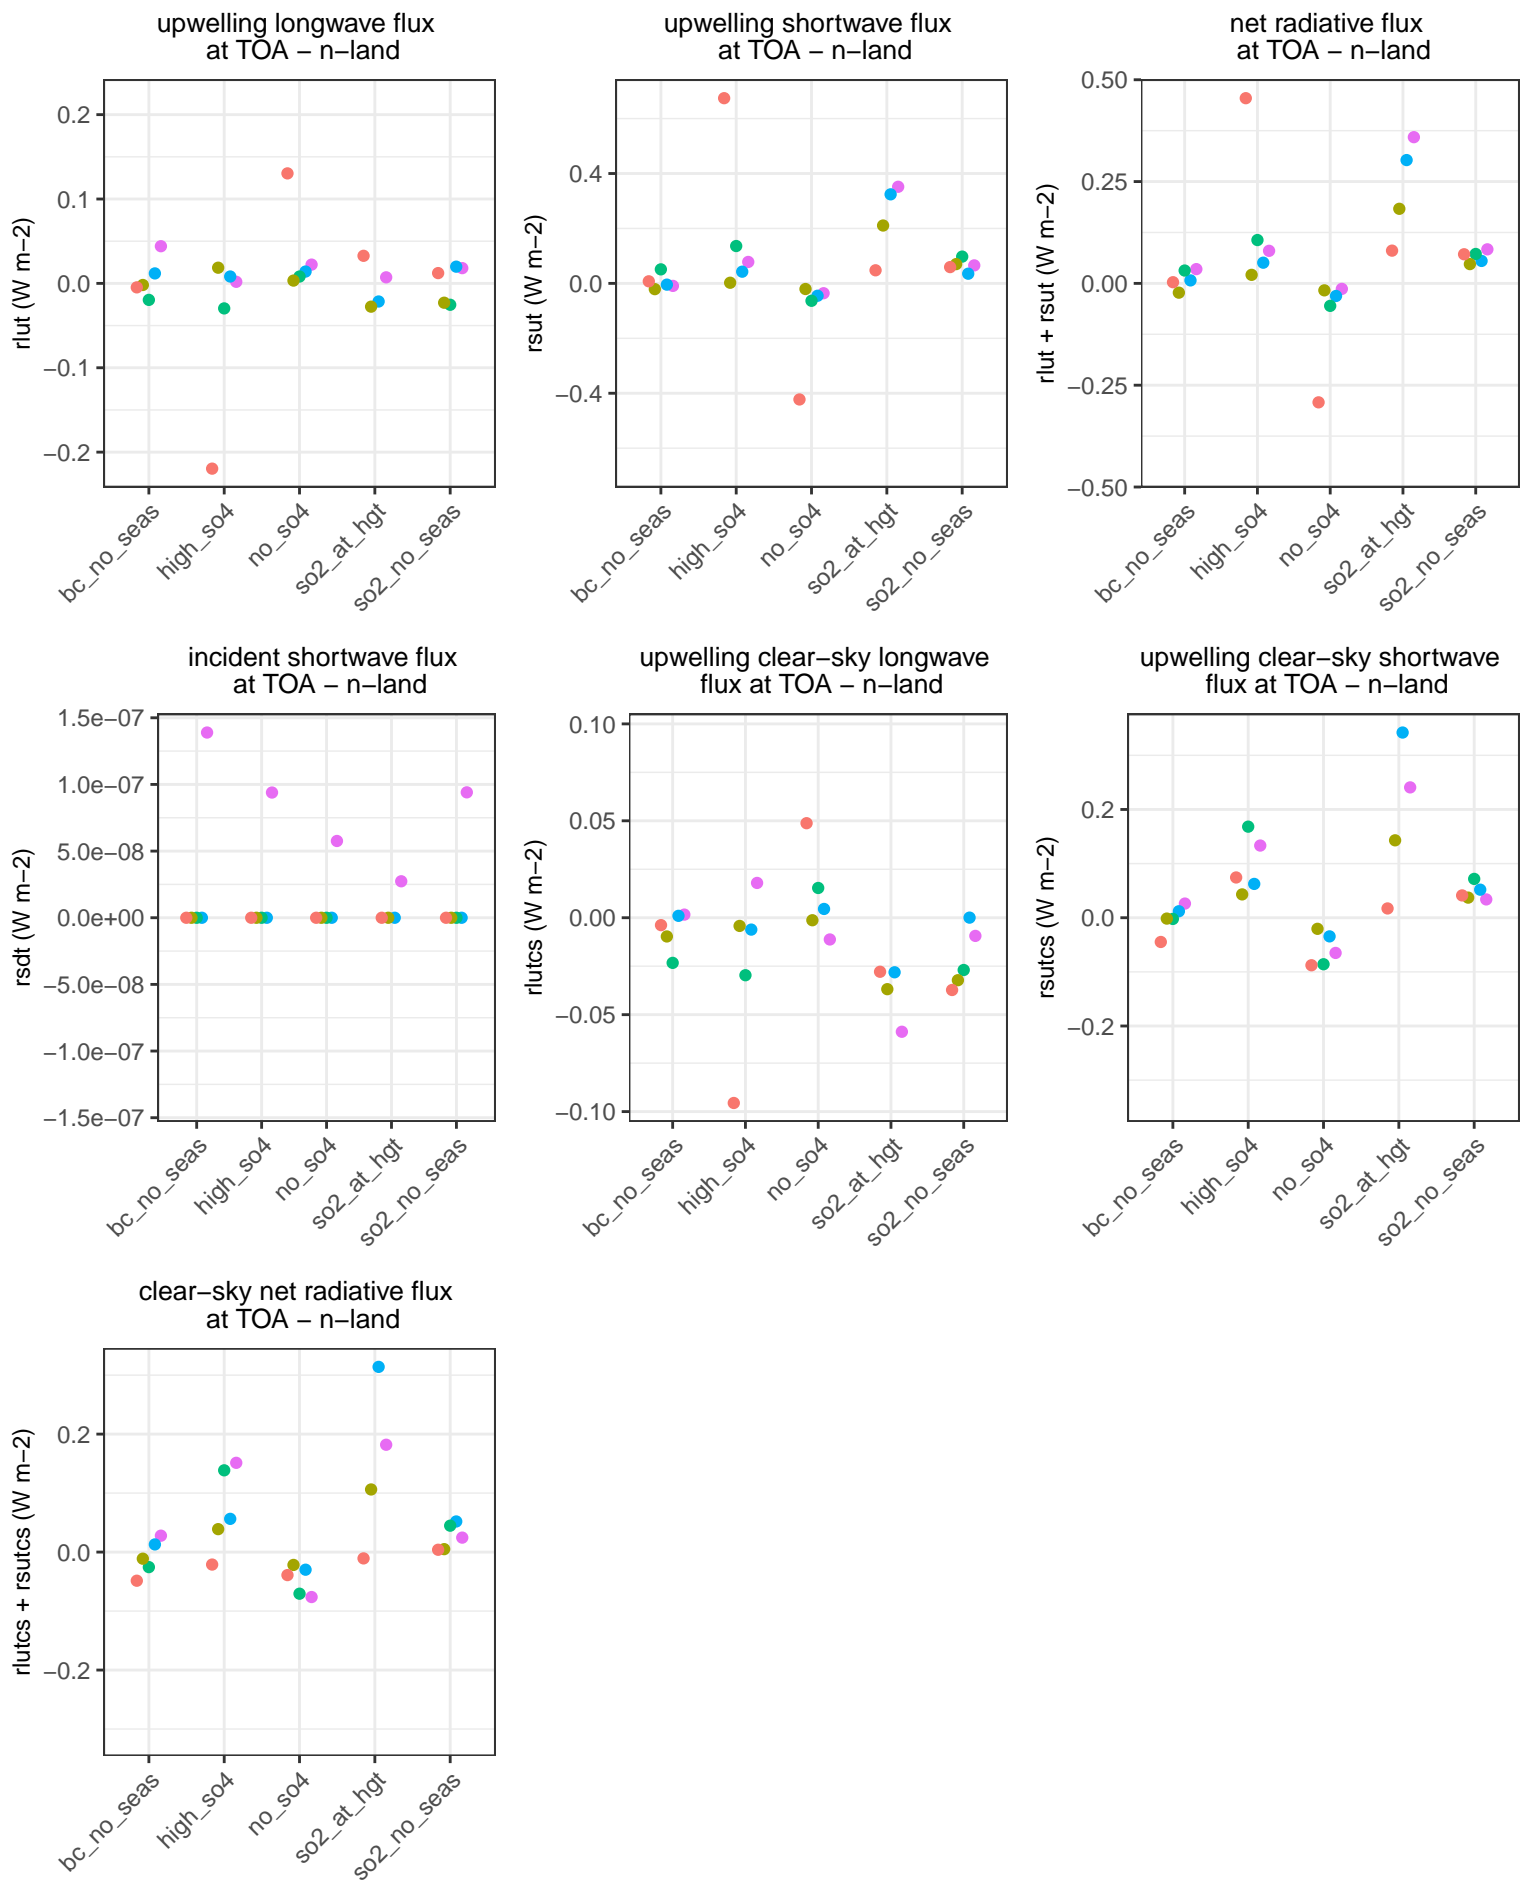 upwelling longwave flux
at TOA − n−land
rlut (W m−2)
0.2
0.1
0.0
−0.1
−0.2
bc_no_seas
high_so4
no_so4
so2_at_hgt
so2_no_seas
upwelling shortwave flux
at TOA − n−land
rsut (W m−2)
0.4
0.0
−0.4
bc_no_seas
high_so4
no_so4
so2_at_hgt
so2_no_seas
net radiative flux
at TOA − n−land
rlut + rsut (W m−2)
0.50
0.25
0.00
−0.25
−0.50
bc_no_seas
high_so4
no_so4
so2_at_hgt
so2_no_seas
incident shortwave flux
at TOA − n−land
rsdt (W m−2)
1.5e−07
1.0e−07
5.0e−08
0.0e+00
−5.0e−08
−1.0e−07
−1.5e−07
bc_no_seas
high_so4
no_so4
so2_at_hgt
so2_no_seas
upwelling clear−sky longwave
flux at TOA − n−land
rlutcs (W m−2)
0.10
0.05
0.00
−0.05
−0.10
bc_no_seas
high_so4
no_so4
so2_at_hgt
so2_no_seas
upwelling clear−sky shortwave
flux at TOA − n−land
rsutcs (W m−2)
0.2
0.0
−0.2
bc_no_seas
high_so4
no_so4
so2_at_hgt
so2_no_seas
clear−sky net radiative flux
at TOA − n−land
rlutcs + rsutcs (W m−2)
0.2
0.0
−0.2
bc_no_seas
high_so4
no_so4
so2_at_hgt
so2_no_seas